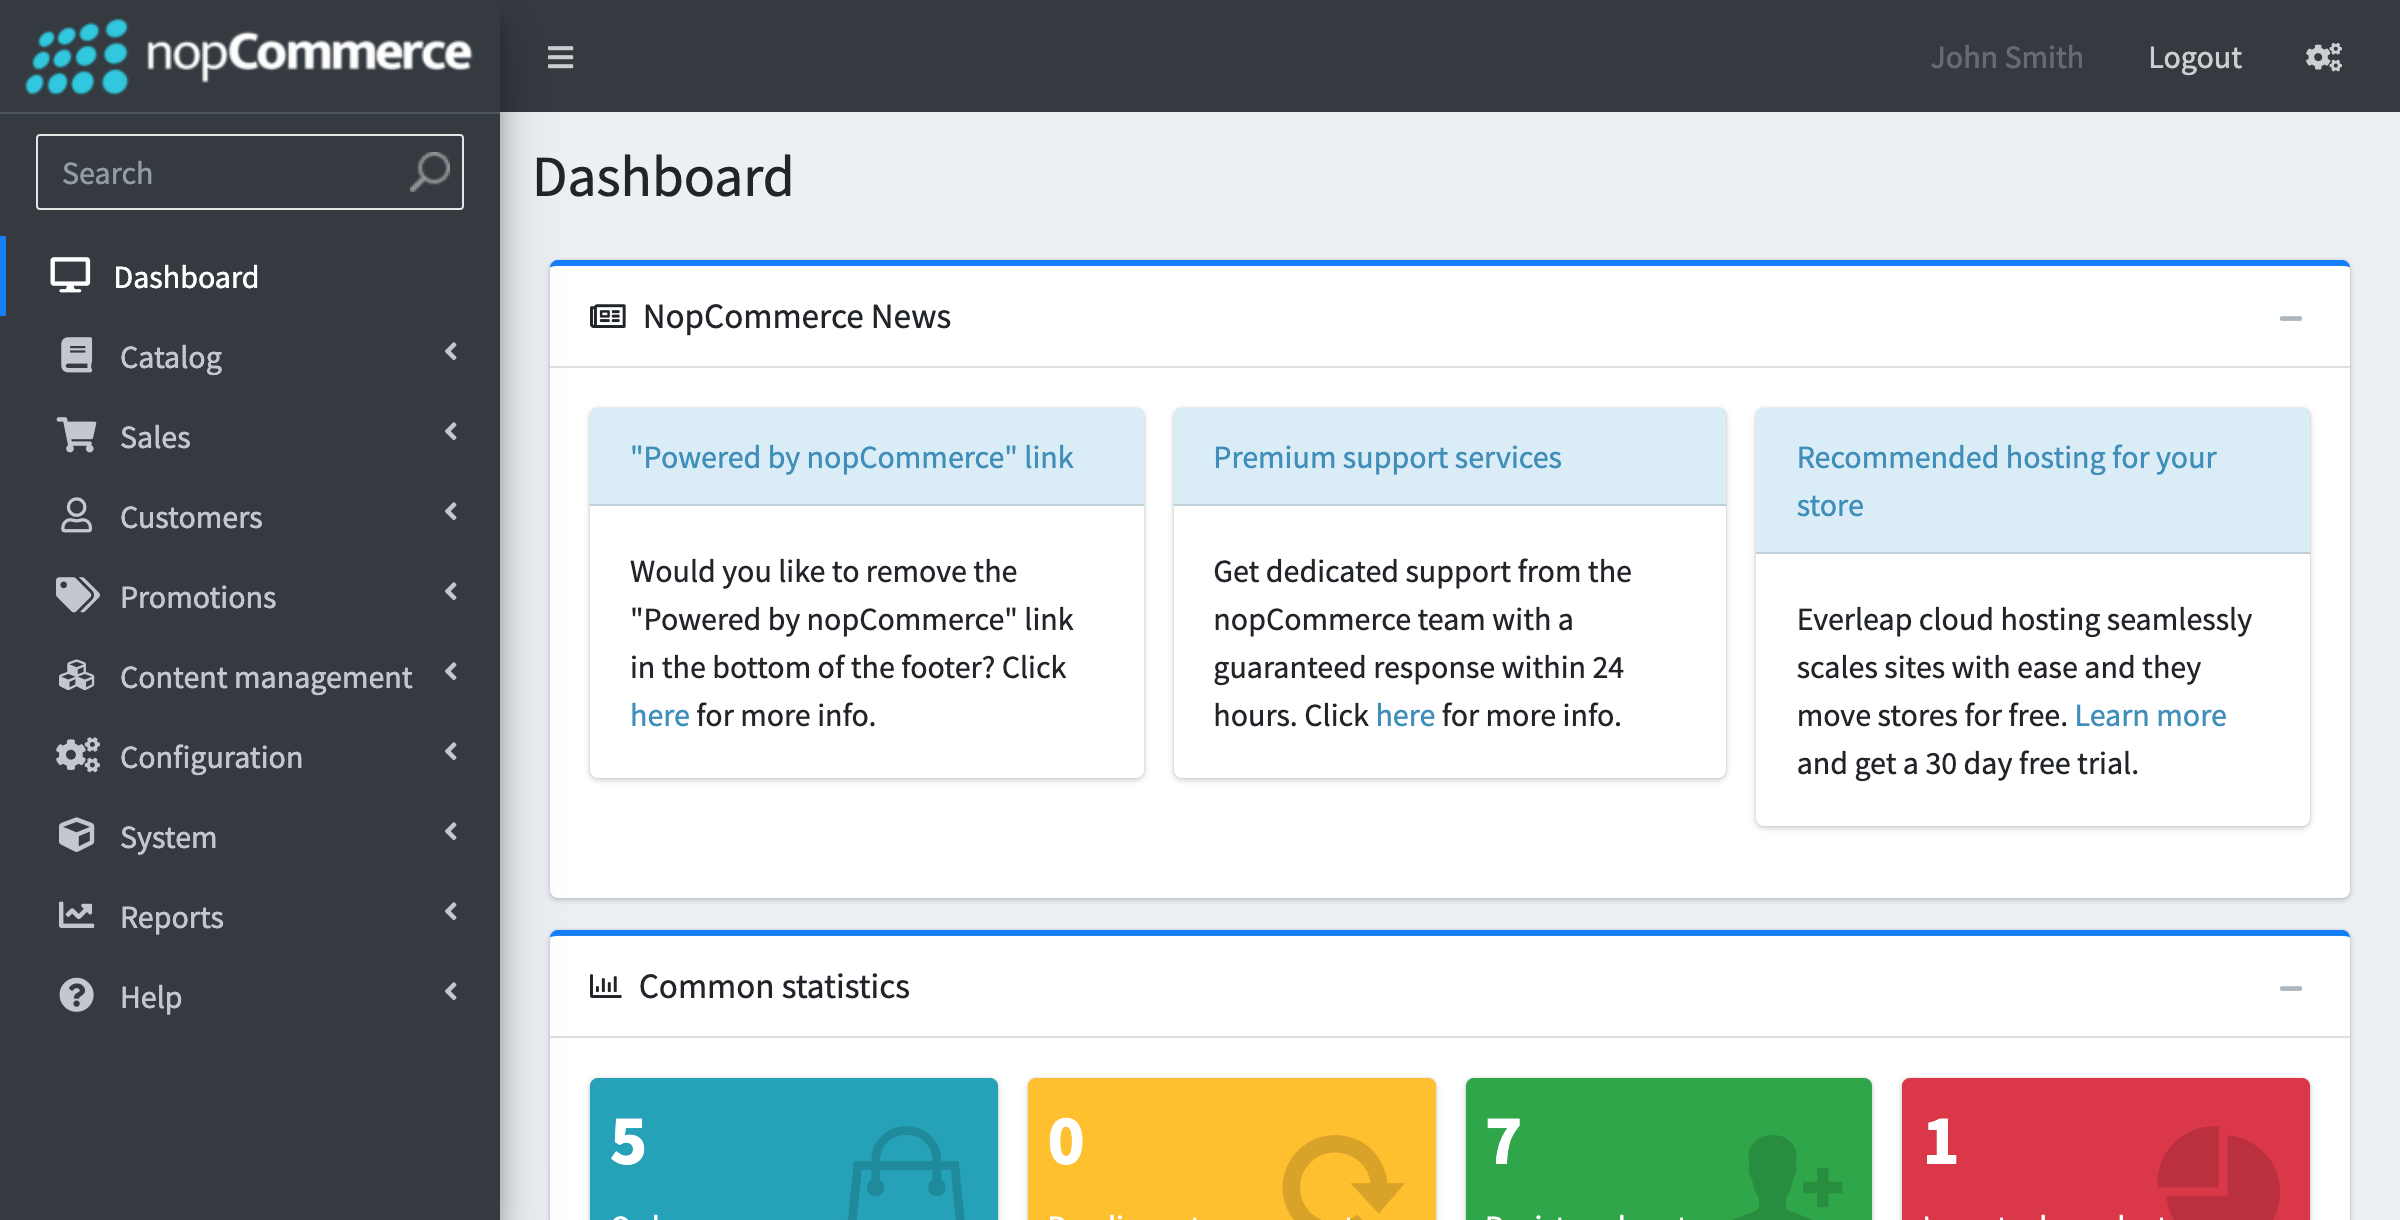 nopCommerce
John Smith
Logout
Search
Dashboard
Catalog
Sales
Customers
Promotions
Content management
Configuration
System
Reports
Help
Dashboard
NopCommerce News
"Powered by nopCommerce" link
Would you like to remove the
"Powered by nopCommerce" link
in the bottom of the footer? Click
here for more info.
Premium support services
Get dedicated support from the
nopCommerce team with a
guaranteed response within 24
hours. Click here for more info.
Recommended hosting for your
store
Everleap cloud hosting seamlessly
scales sites with ease and they
move stores for free. Learn more
and get a 30 day free trial.
Common statistics
5
0
7
1